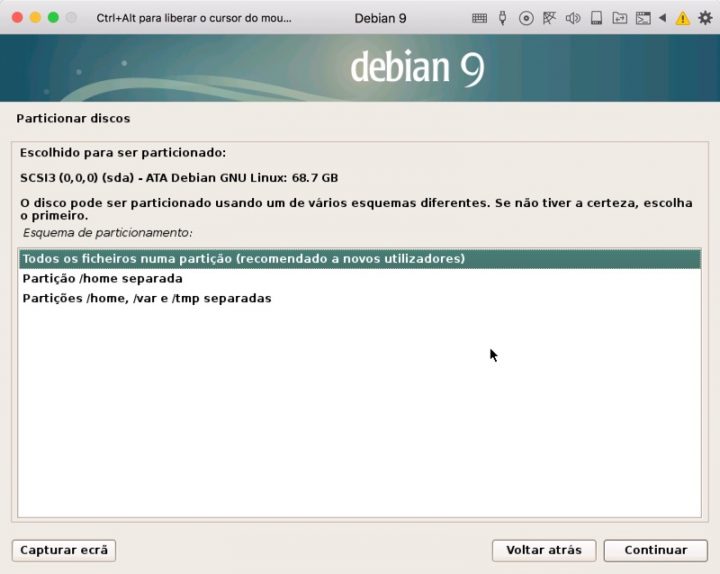 Ctrl+Alt para liberar o cursor do mou...
Debian 9
debian 9
Particionar discos
Escolhido para ser particionado:
SCSI3 (0,0,0) (sda) - ATA Debian GNU Linux: 68.7 GB
O disco pode ser particionado usando um de vários esquemas diferentes. Se não tiver a certeza, escolha
o primeiro.
Esquema de particionamento:
Todos os ficheiros numa partição (recomendado a novos utilizadores)
Partição /home separada
Partições /home, /var e /tmp separadas
Capturar ecrã
Voltar atrás
Continuar